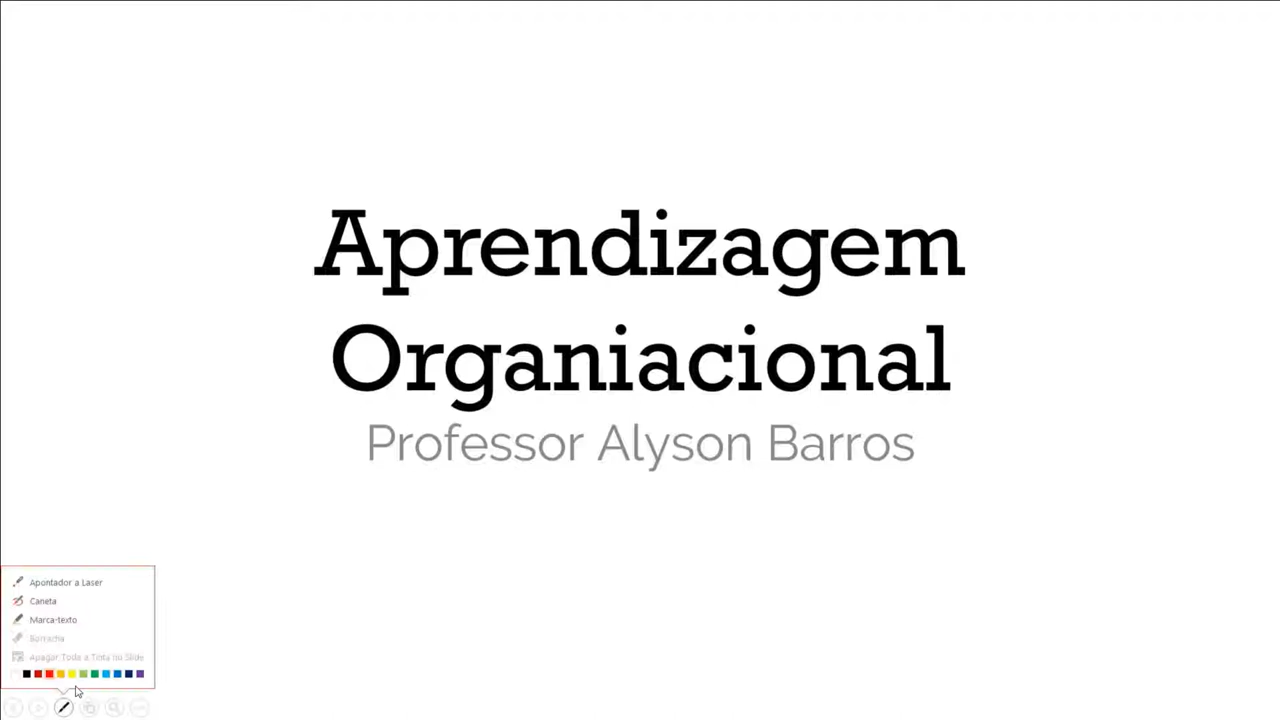 Aprendizagem
Organiacional
Professor Alyson Barros
Apontador a Laser
Caneta
Marca-texto
Borracha
Apagar Toda a Tinta no Slide